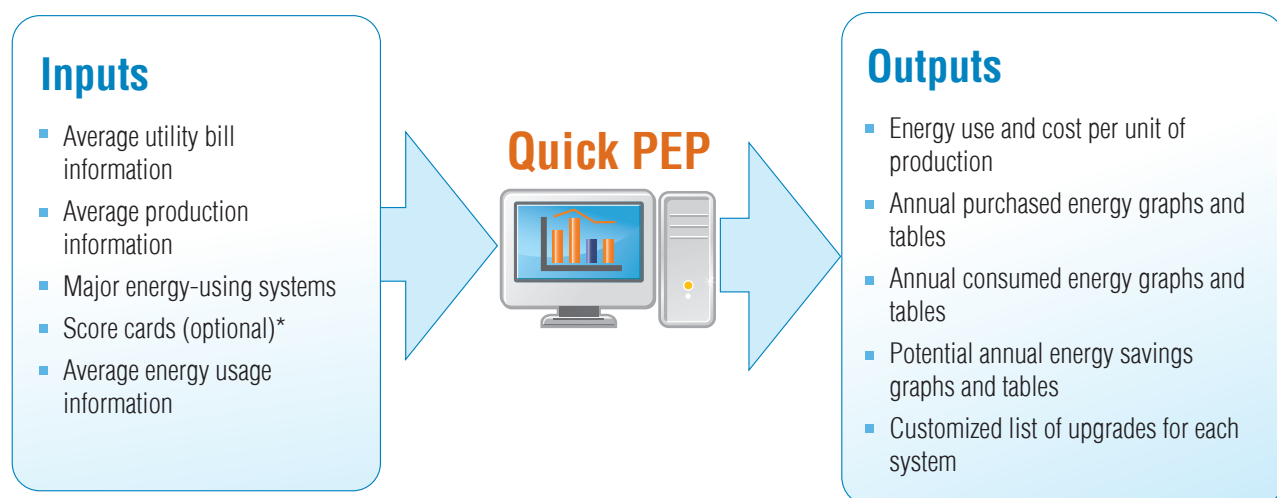 Inputs
Average utility bill
information
Average production
information
Major energy-using systems
Score cards (optional)*
Average energy usage
information
Quick PEP
Outputs
Energy use and cost per unit of
production
Annual purchased energy graphs and
tables
Annual consumed energy graphs and
tables
Potential annual energy savings
graphs and tables
Customized list of upgrades for each
system